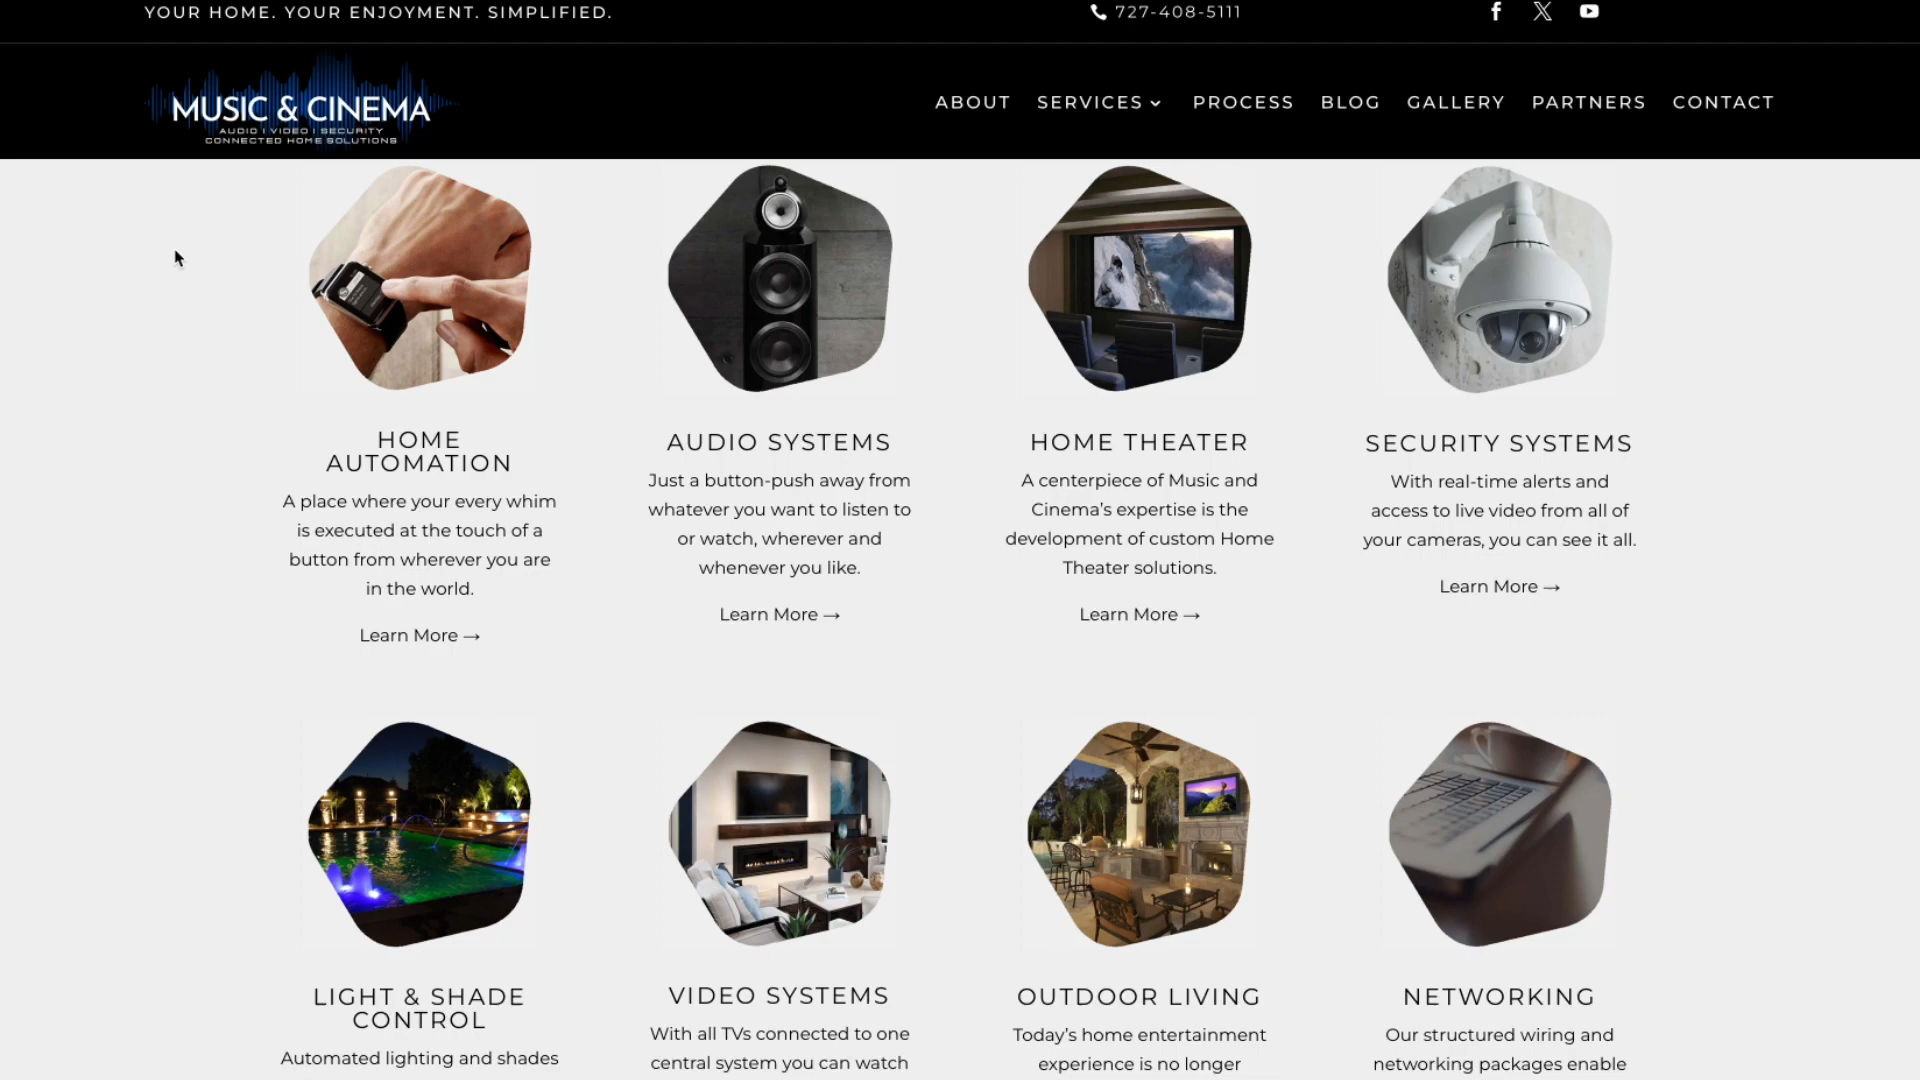 YOUR HOME. YOUR ENJOYMENT. SIMPLIFIED.
727-408-5111
MUSIC & CINEMA
AUDIO | VIDEO | SECURITY
CONNECTED HOME SOLUTIONS
ABOUT SERVICES PROCESS BLOG GALLERY PARTNERS CONTACT
HOME
AUTOMATION
A place where your every whim
is executed at the touch of a
button from wherever you are
in the world.
Learn More →
AUDIO SYSTEMS
Just a button-push away from
whatever you want to listen to
or watch, wherever and
whenever you like.
Learn More →
HOME THEATER
A centerpiece of Music and
Cinema’s expertise is the
development of custom Home
Theater solutions.
Learn More →
SECURITY SYSTEMS
With real-time alerts and
access to live video from all of
your cameras, you can see it all.
Learn More →
LIGHT & SHADE
CONTROL
Automated lighting and shades
VIDEO SYSTEMS
With all TVs connected to one
central system you can watch
OUTDOOR LIVING
Today’s home entertainment
experience is no longer
NETWORKING
Our structured wiring and
networking packages enable